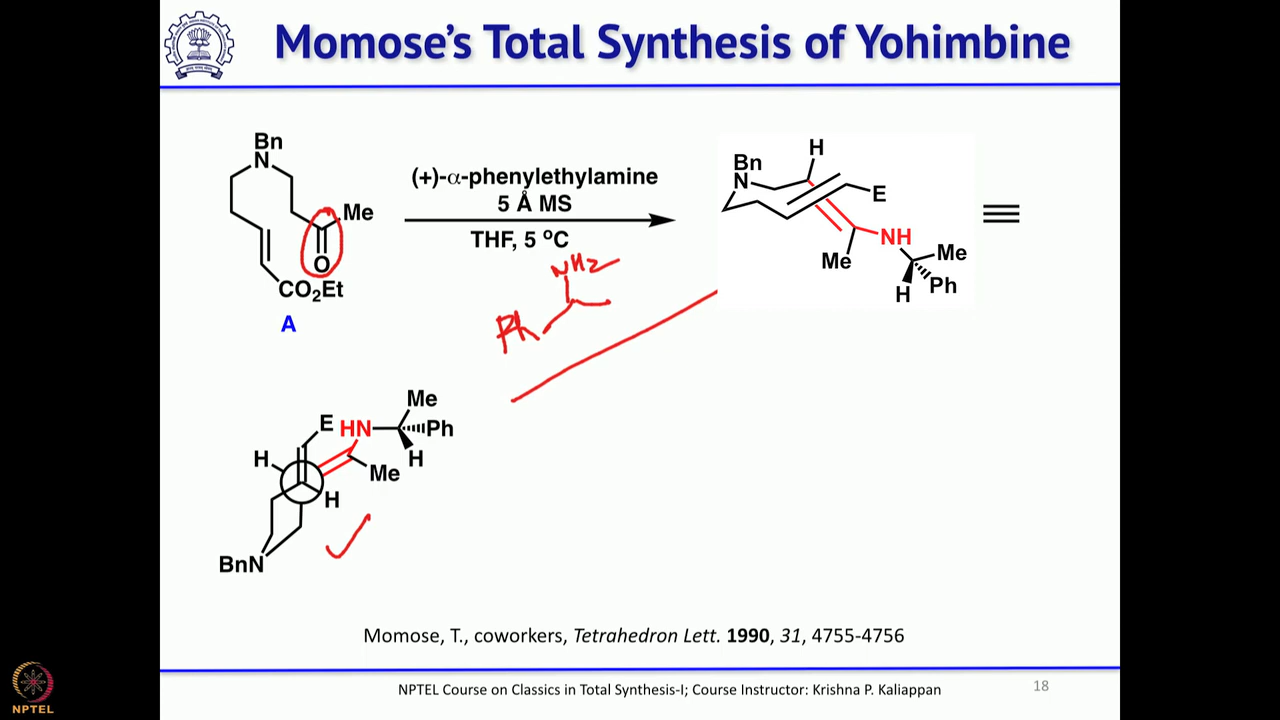 Momose's Total Synthesis of Yohimbine
Bn
N
Me
O
CO₂Et
A
(+)-α-phenylethylamine
5 Å MS
THF, 5 ºC
NH₂
Ph
H
Bn
N
E
NH
Me
Me
H
Ph
Me
E HN Ph
H
H
Me
H
BnN
Momose, T., coworkers, Tetrahedron Lett. 1990, 31, 4755-4756
NPTEL Course on Classics in Total Synthesis-I; Course Instructor: Krishna P. Kaliappan
18
NPTEL